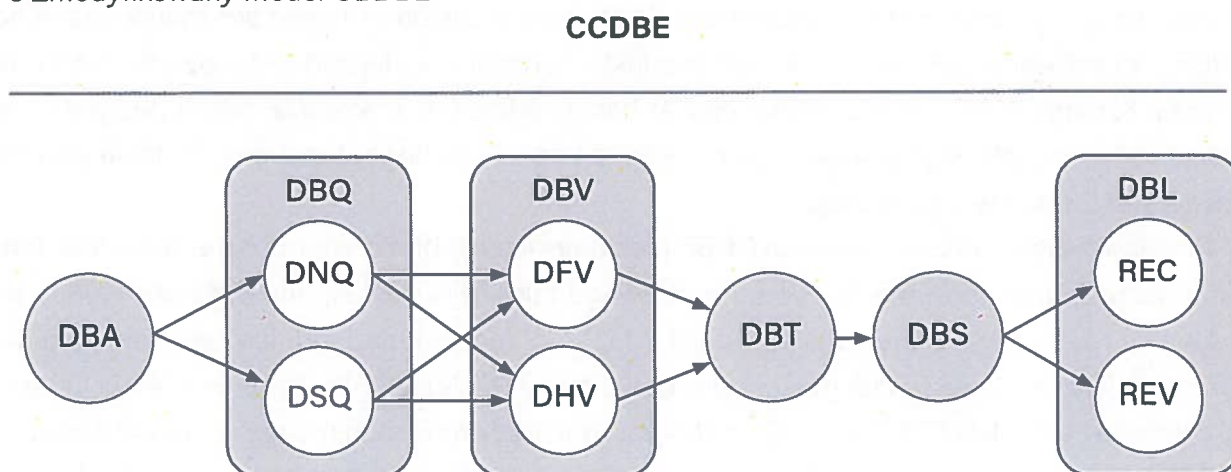 CCDBE
DBQ DBV DBL
DNQ DFV REC
DBA DBT DBS
DSQ DHV REV